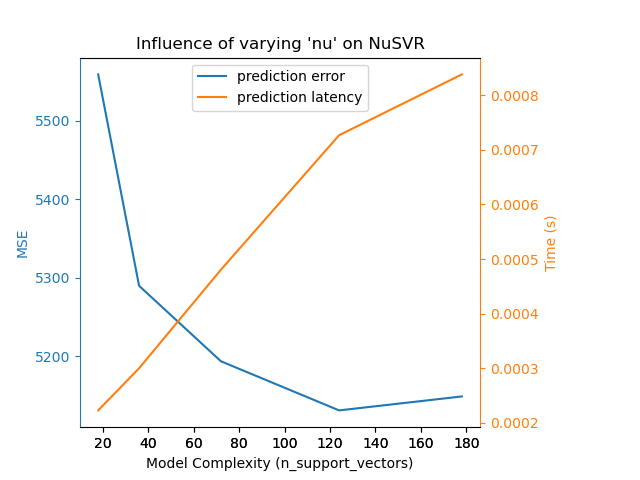 Influence of varying 'nu' on NuSVR
prediction error
prediction latency
5500
5400
5300
5200
MSE
0.0008
0.0007
0.0006
0.0005
0.0004
0.0003
0.0002
Time (s)
20 40 60 80 100 120 140 160 180
Model Complexity (n_support_vectors)